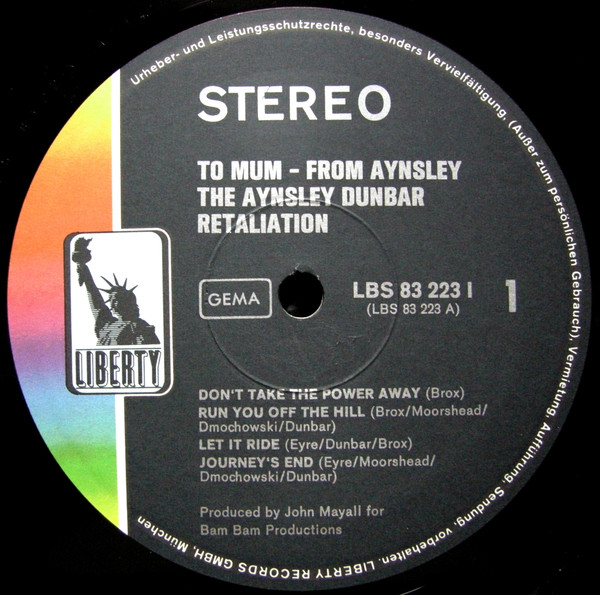 Urheber- und Leistungsschutzrechte, besonders Vervielfältigung, (Außer zum persönlichen Gebrauch), Vermietung, Aufführung, Sendung, vorbehalten. LIBERTY RECORDS GMBH, München
STEREO
TO MUM - FROM AYNSLEY
THE AYNSLEY DUNBAR
RETALIATION
LIBERTY
GEMA
LBS 83 223 I
(LBS 83 223 A)
1
DON'T TAKE THE POWER AWAY (Brox)
RUN YOU OFF THE HILL (Brox/Moorshead/
Dmochowski/Dunbar)
LET IT RIDE (Eyre/Dunbar/Brox)
JOURNEY'S END (Eyre/Moorshead/
Dmochowski/Dunbar)
Produced by John Mayall for
Bam Bam Productions